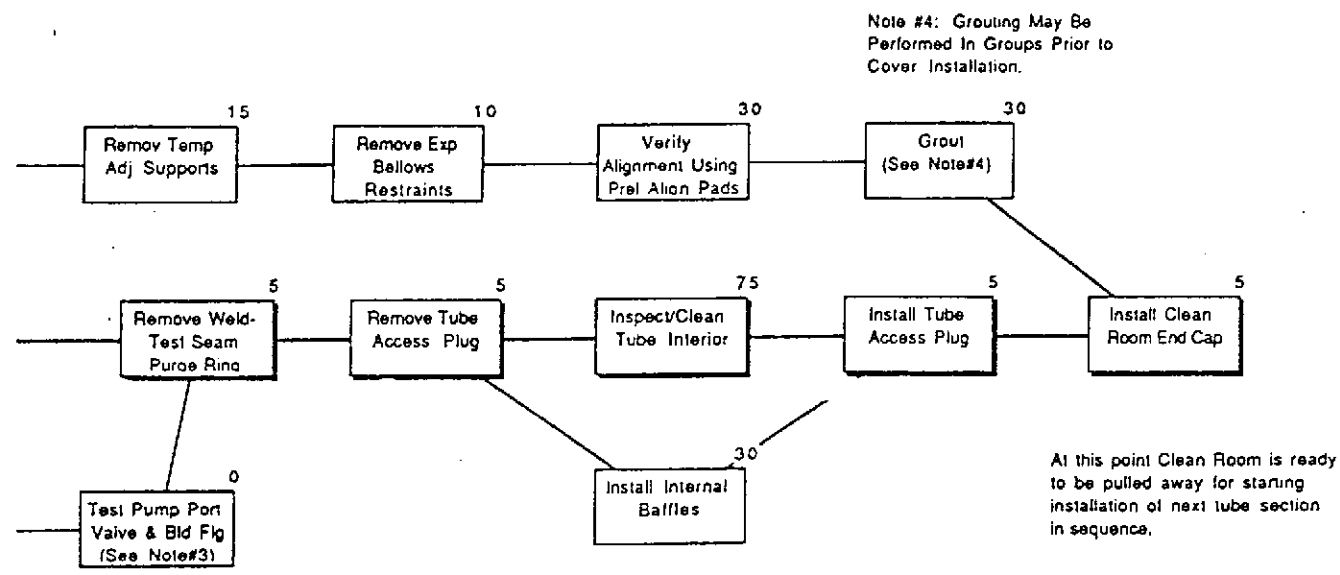 Note #4: Grouting May Be
Performed In Groups Prior to
Cover Installation.
15
Remov Temp
Adj Supports
10
Remove Exp
Bellows
Restraints
30
Verify
Alignment Using
Prel Align Pads
30
Grout
(See Note#4)
5
Remove Weld-
Test Seam
Purge Ring
5
Remove Tube
Access Plug
75
Inspect/Clean
Tube Interior
5
Install Tube
Access Plug
5
Install Clean
Room End Cap
0
Test Pump Port
Valve & Bld Flg
(See Note#3)
30
Install Internal
Baffles
At this point Clean Room is ready
to be pulled away for starting
installation of next tube section
in sequence.